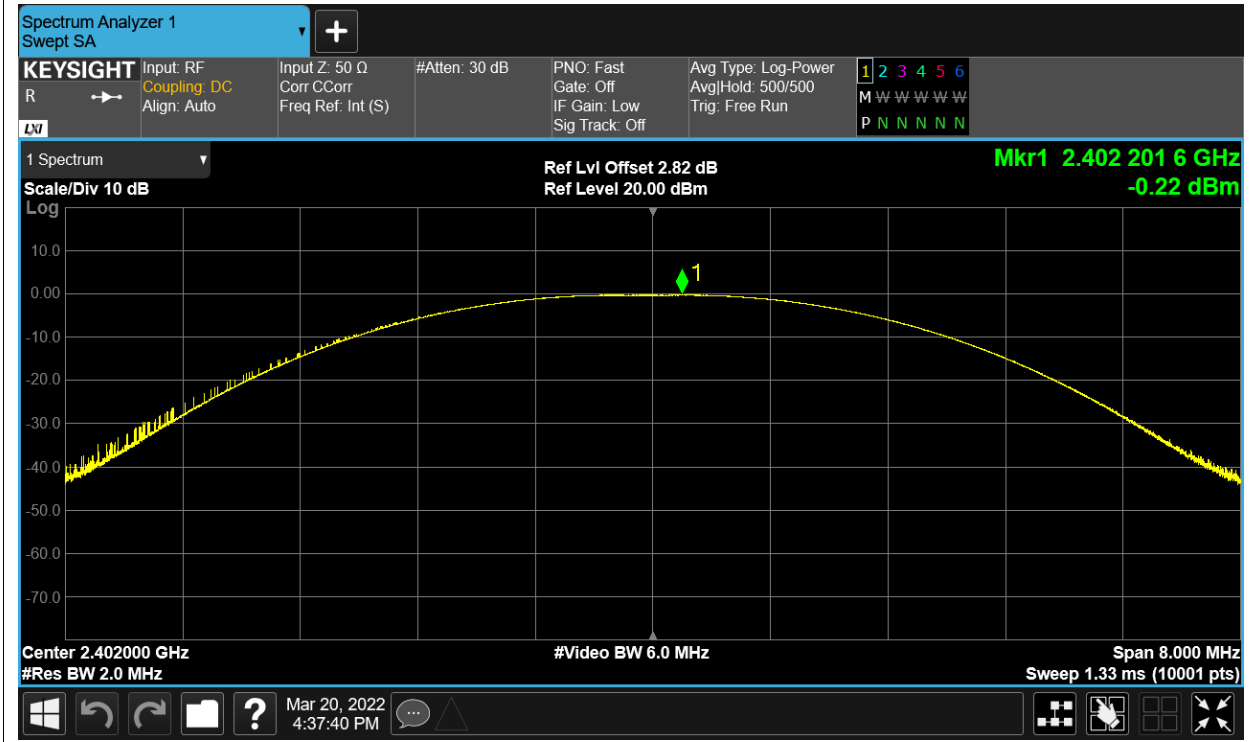 Spectrum Analyzer 1
Swept SA
+
KEYSIGHT
R
LXI
Input: RF
Coupling: DC
Align: Auto
Input Z: 50 Ω
Corr CCorr
Freq Ref: Int (S)
#Atten: 30 dB
PNO: Fast
Gate: Off
IF Gain: Low
Sig Track: Off
Avg Type: Log-Power
Avg|Hold: 500/500
Trig: Free Run
1 2 3 4 5 6
M W W W W W W
P N N N N N N
1 Spectrum
Scale/Div 10 dB
Log
Ref Lvl Offset 2.82 dB
Ref Level 20.00 dBm
Mkr1 2.402 201 6 GHz
-0.22 dBm
1
10.0
0.00
-10.0
-20.0
-30.0
-40.0
-50.0
-60.0
-70.0
Center 2.402000 GHz
#Res BW 2.0 MHz
#Video BW 6.0 MHz
Span 8.000 MHz
Sweep 1.33 ms (10001 pts)
?
Mar 20, 2022
4:37:40 PM